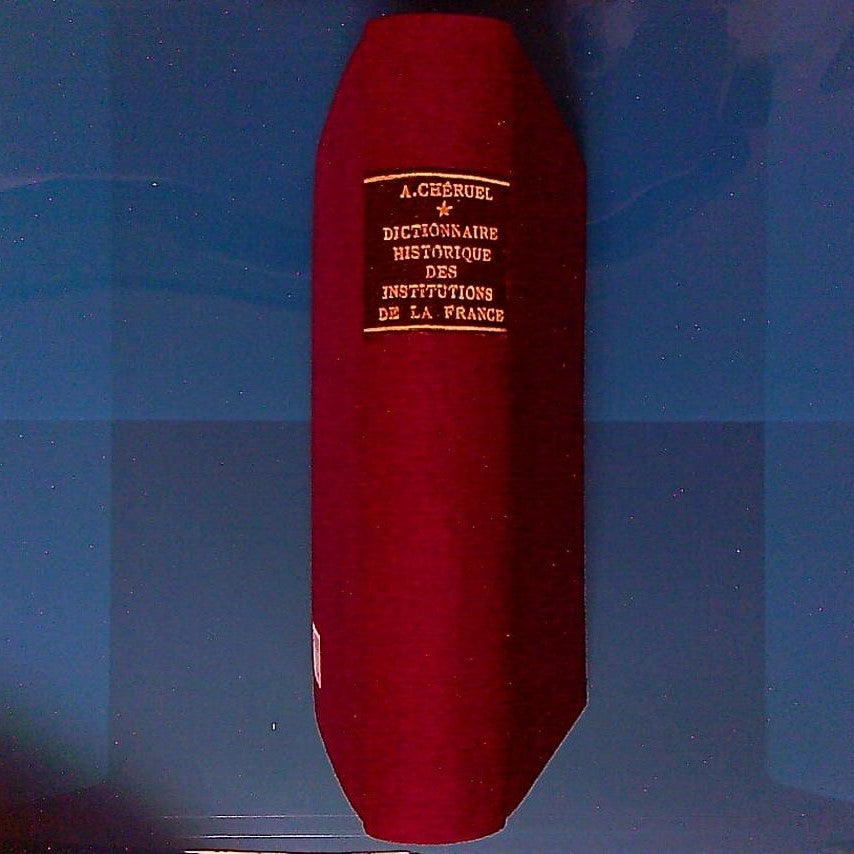 A. CHÉRUEL
★
DICTIONNAIRE
HISTORIQUE
DES
INSTITUTIONS
DE LA FRANCE